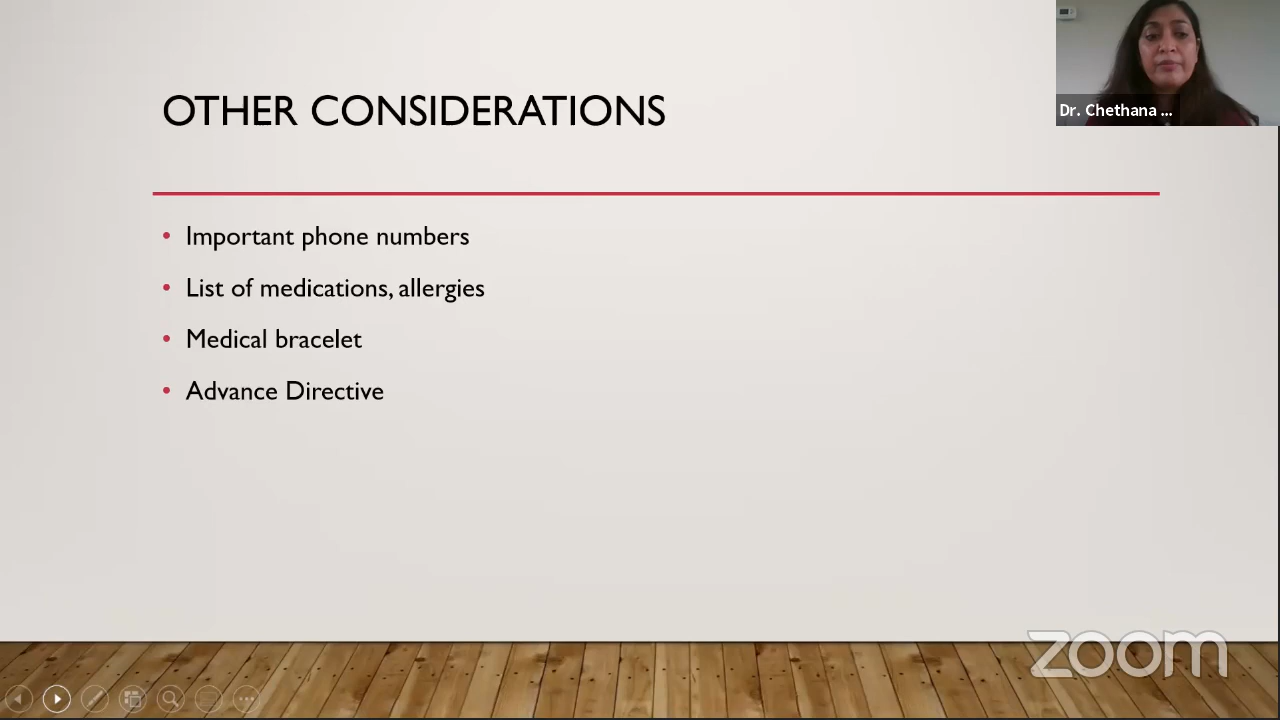 OTHER CONSIDERATIONS
Dr. Chethana ...
• Important phone numbers
• List of medications, allergies
• Medical bracelet
• Advance Directive
zoom